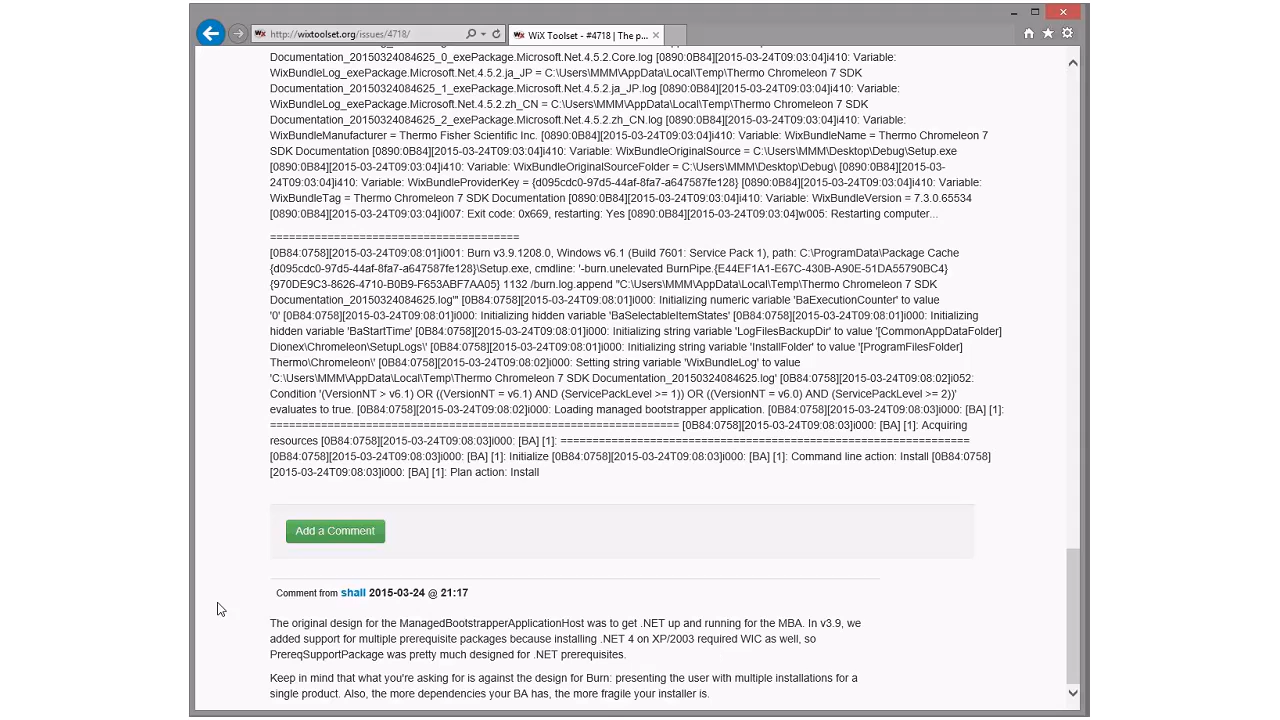 http://wixtoolset.org/issues/4718/
WiX Toolset - #4718 | The p...
Documentation_20150324084625_0_exePackage.Microsoft.Net.4.5.2.Core.log [0890:0B84][2015-03-24T09:03:04]i410: Variable:
WixBundleLog_exePackage.Microsoft.Net.4.5.2.ja_JP = C:\Users\MMM\AppData\Local\Temp\Thermo Chromeleon 7 SDK
Documentation_20150324084625_1_exePackage.Microsoft.Net.4.5.2.ja_JP.log [0890:0B84][2015-03-24T09:03:04]i410: Variable:
WixBundleLog_exePackage.Microsoft.Net.4.5.2.zh_CN = C:\Users\MMM\AppData\Local\Temp\Thermo Chromeleon 7 SDK
Documentation_20150324084625_2_exePackage.Microsoft.Net.4.5.2.zh_CN.log [0890:0B84][2015-03-24T09:03:04]i410: Variable:
WixBundleManufacturer = Thermo Fisher Scientific Inc. [0890:0B84][2015-03-24T09:03:04]i410: Variable: WixBundleName = Thermo Chromeleon 7
SDK Documentation [0890:0B84][2015-03-24T09:03:04]i410: Variable: WixBundleOriginalSource = C:\Users\MMM\Desktop\Debug\Setup.exe
[0890:0B84][2015-03-24T09:03:04]i410: Variable: WixBundleOriginalSourceFolder = C:\Users\MMM\Desktop\Debug\ [0890:0B84][2015-03-
24T09:03:04]i410: Variable: WixBundleProviderKey = {d095cdc0-97d5-44af-8fa7-a647587fe128} [0890:0B84][2015-03-24T09:03:04]i410: Variable:
WixBundleTag = Thermo Chromeleon 7 SDK Documentation [0890:0B84][2015-03-24T09:03:04]i410: Variable: WixBundleVersion = 7.3.0.65534
[0890:0B84][2015-03-24T09:03:04]i007: Exit code: 0x669, restarting: Yes [0890:0B84][2015-03-24T09:03:04]w005: Restarting computer...
=======================================
[0B84:0758][2015-03-24T09:08:01]i001: Burn v3.9.1208.0, Windows v6.1 (Build 7601: Service Pack 1), path: C:\ProgramData\Package Cache
{d095cdc0-97d5-44af-8fa7-a647587fe128}\Setup.exe, cmdline: '-burn.unelevated BurnPipe.{E44EF1A1-E67C-430B-A90E-51DA55790BC4}
{970DE9C3-8626-4710-B0B9-F653ABF7AA05} 1132 /burn.log.append "C:\Users\MMM\AppData\Local\Temp\Thermo Chromeleon 7 SDK
Documentation_20150324084625.log"' [0B84:0758][2015-03-24T09:08:01]i000: Initializing numeric variable 'BaExecutionCounter' to value
'0' [0B84:0758][2015-03-24T09:08:01]i000: Initializing hidden variable 'BaSelectableItemStates' [0B84:0758][2015-03-24T09:08:01]i000: Initializing
hidden variable 'BaStartTime' [0B84:0758][2015-03-24T09:08:01]i000: Initializing string variable 'LogFilesBackupDir' to value '[CommonAppDataFolder]
Dionex\Chromeleon\SetupLogs\' [0B84:0758][2015-03-24T09:08:01]i000: Initializing string variable 'InstallFolder' to value '[ProgramFilesFolder]
Thermo\Chromeleon\' [0B84:0758][2015-03-24T09:08:02]i000: Setting string variable 'WixBundleLog' to value
'C:\Users\MMM\AppData\Local\Temp\Thermo Chromeleon 7 SDK Documentation_20150324084625.log' [0B84:0758][2015-03-24T09:08:02]i052:
Condition '(VersionNT > v6.1) OR ((VersionNT = v6.1) AND (ServicePackLevel >= 1)) OR ((VersionNT = v6.0) AND (ServicePackLevel >= 2))'
evaluates to true. [0B84:0758][2015-03-24T09:08:02]i000: Loading managed bootstrapper application. [0B84:0758][2015-03-24T09:08:03]i000: [BA] [1]:
================================================================ [0B84:0758][2015-03-24T09:08:03]i000: [BA] [1]: Acquiring
resources [0B84:0758][2015-03-24T09:08:03]i000: [BA] [1]: ================================================================
[0B84:0758][2015-03-24T09:08:03]i000: [BA] [1]: Initialize [0B84:0758][2015-03-24T09:08:03]i000: [BA] [1]: Command line action: Install [0B84:0758]
[2015-03-24T09:08:03]i000: [BA] [1]: Plan action: Install
Add a Comment
Comment from shall 2015-03-24 @ 21:17
The original design for the ManagedBootstrapperApplicationHost was to get .NET up and running for the MBA. In v3.9, we
added support for multiple prerequisite packages because installing .NET 4 on XP/2003 required WIC as well, so
PrereqSupportPackage was pretty much designed for .NET prerequisites.
Keep in mind that what you're asking for is against the design for Burn: presenting the user with multiple installations for a
single product. Also, the more dependencies your BA has, the more fragile your installer is.